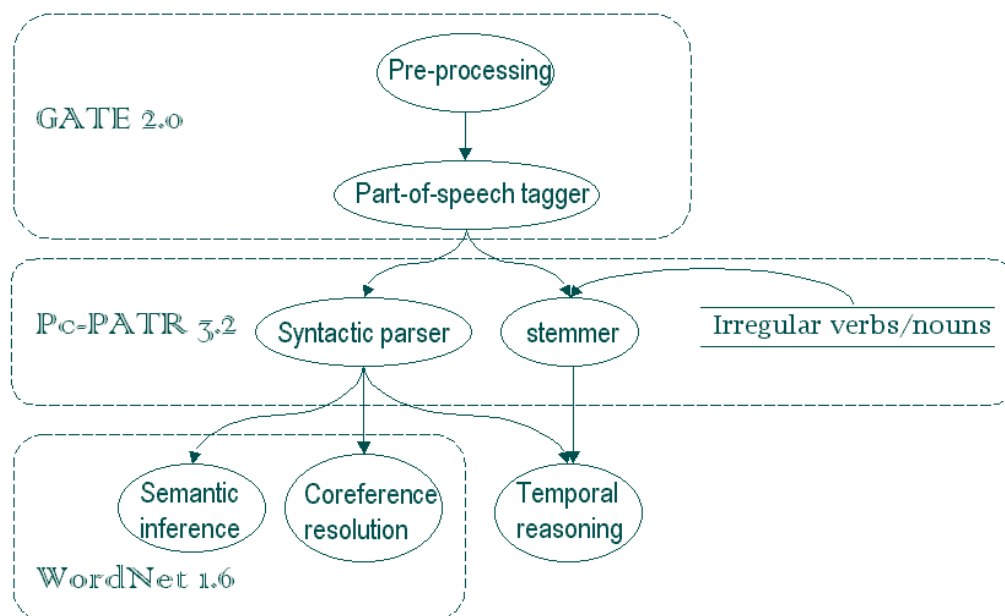 Pre-processing
GATE 2.0
Part-of-speech tagger
Pc-PATR 3.2
Syntactic parser
stemmer
Irregular verbs/nouns
Semantic
inference
Coreference
resolution
Temporal
reasoning
WordNet 1.6